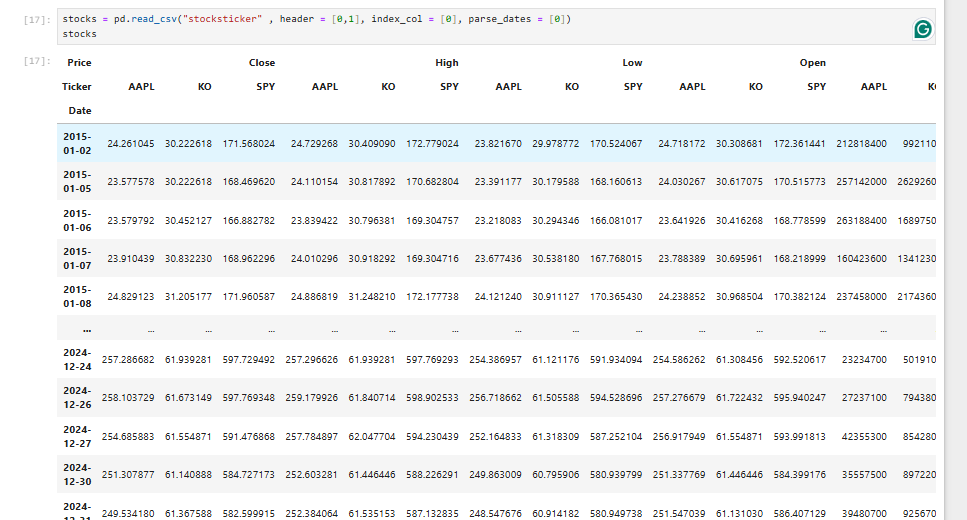 [17]: stocks = pd.read_csv("stocksticker" , header = [0,1], index_col = [0], parse_dates = [0])
stocks
[17]: Price Close High Low Open
Ticker AAPL KO SPY AAPL KO SPY AAPL KO SPY AAPL KO SPY AAPL K
Date
2015-
01-02 24.261045 30.222618 171.568024 24.729268 30.409090 172.779024 23.821670 29.978772 170.524067 24.718172 30.308681 172.361441 212818400 992110
2015-
01-05 23.577578 30.222618 168.469620 24.110154 30.817892 170.682804 23.391177 30.179588 168.160613 24.030267 30.617075 170.515773 257142000 2629260
2015-
01-06 23.579792 30.452127 166.882782 23.839422 30.796381 169.304757 23.218083 30.294346 166.081017 23.641926 30.416268 168.778599 263188400 1689750
2015-
01-07 23.910439 30.832230 168.962296 24.010296 30.918292 169.304716 23.677436 30.538180 167.768015 23.788389 30.695961 168.218999 160423600 1341230
2015-
01-08 24.829123 31.205177 171.960587 24.886819 31.248210 172.177738 24.121240 30.911127 170.365430 24.238852 30.968504 170.382124 237458000 2174360
... ... ... ... ... ... ... ... ... ... ... ... ... ...
2024-
12-24 257.286682 61.939281 597.729492 257.296626 61.939281 597.769293 254.386957 61.121176 591.934094 254.586262 61.308456 592.520617 23234700 501910
2024-
12-26 258.103729 61.673149 597.769348 259.179926 61.840714 598.902533 256.718662 61.505588 594.528696 257.276679 61.722432 595.940247 27237100 794380
2024-
12-27 254.685883 61.554871 591.476868 257.784897 62.047704 594.230439 252.164833 61.318309 587.252104 256.917949 61.554871 593.991813 42355300 854280
2024-
12-30 251.307877 61.140888 584.727173 252.603281 61.446446 588.226291 249.863009 60.795906 580.939799 251.337769 61.446446 584.399176 35557500 897220
2024-
12-31 249.534180 61.367588 582.599915 252.384064 61.535153 587.132835 248.547676 60.914182 580.949738 251.547039 61.131030 586.407129 39480700 925670